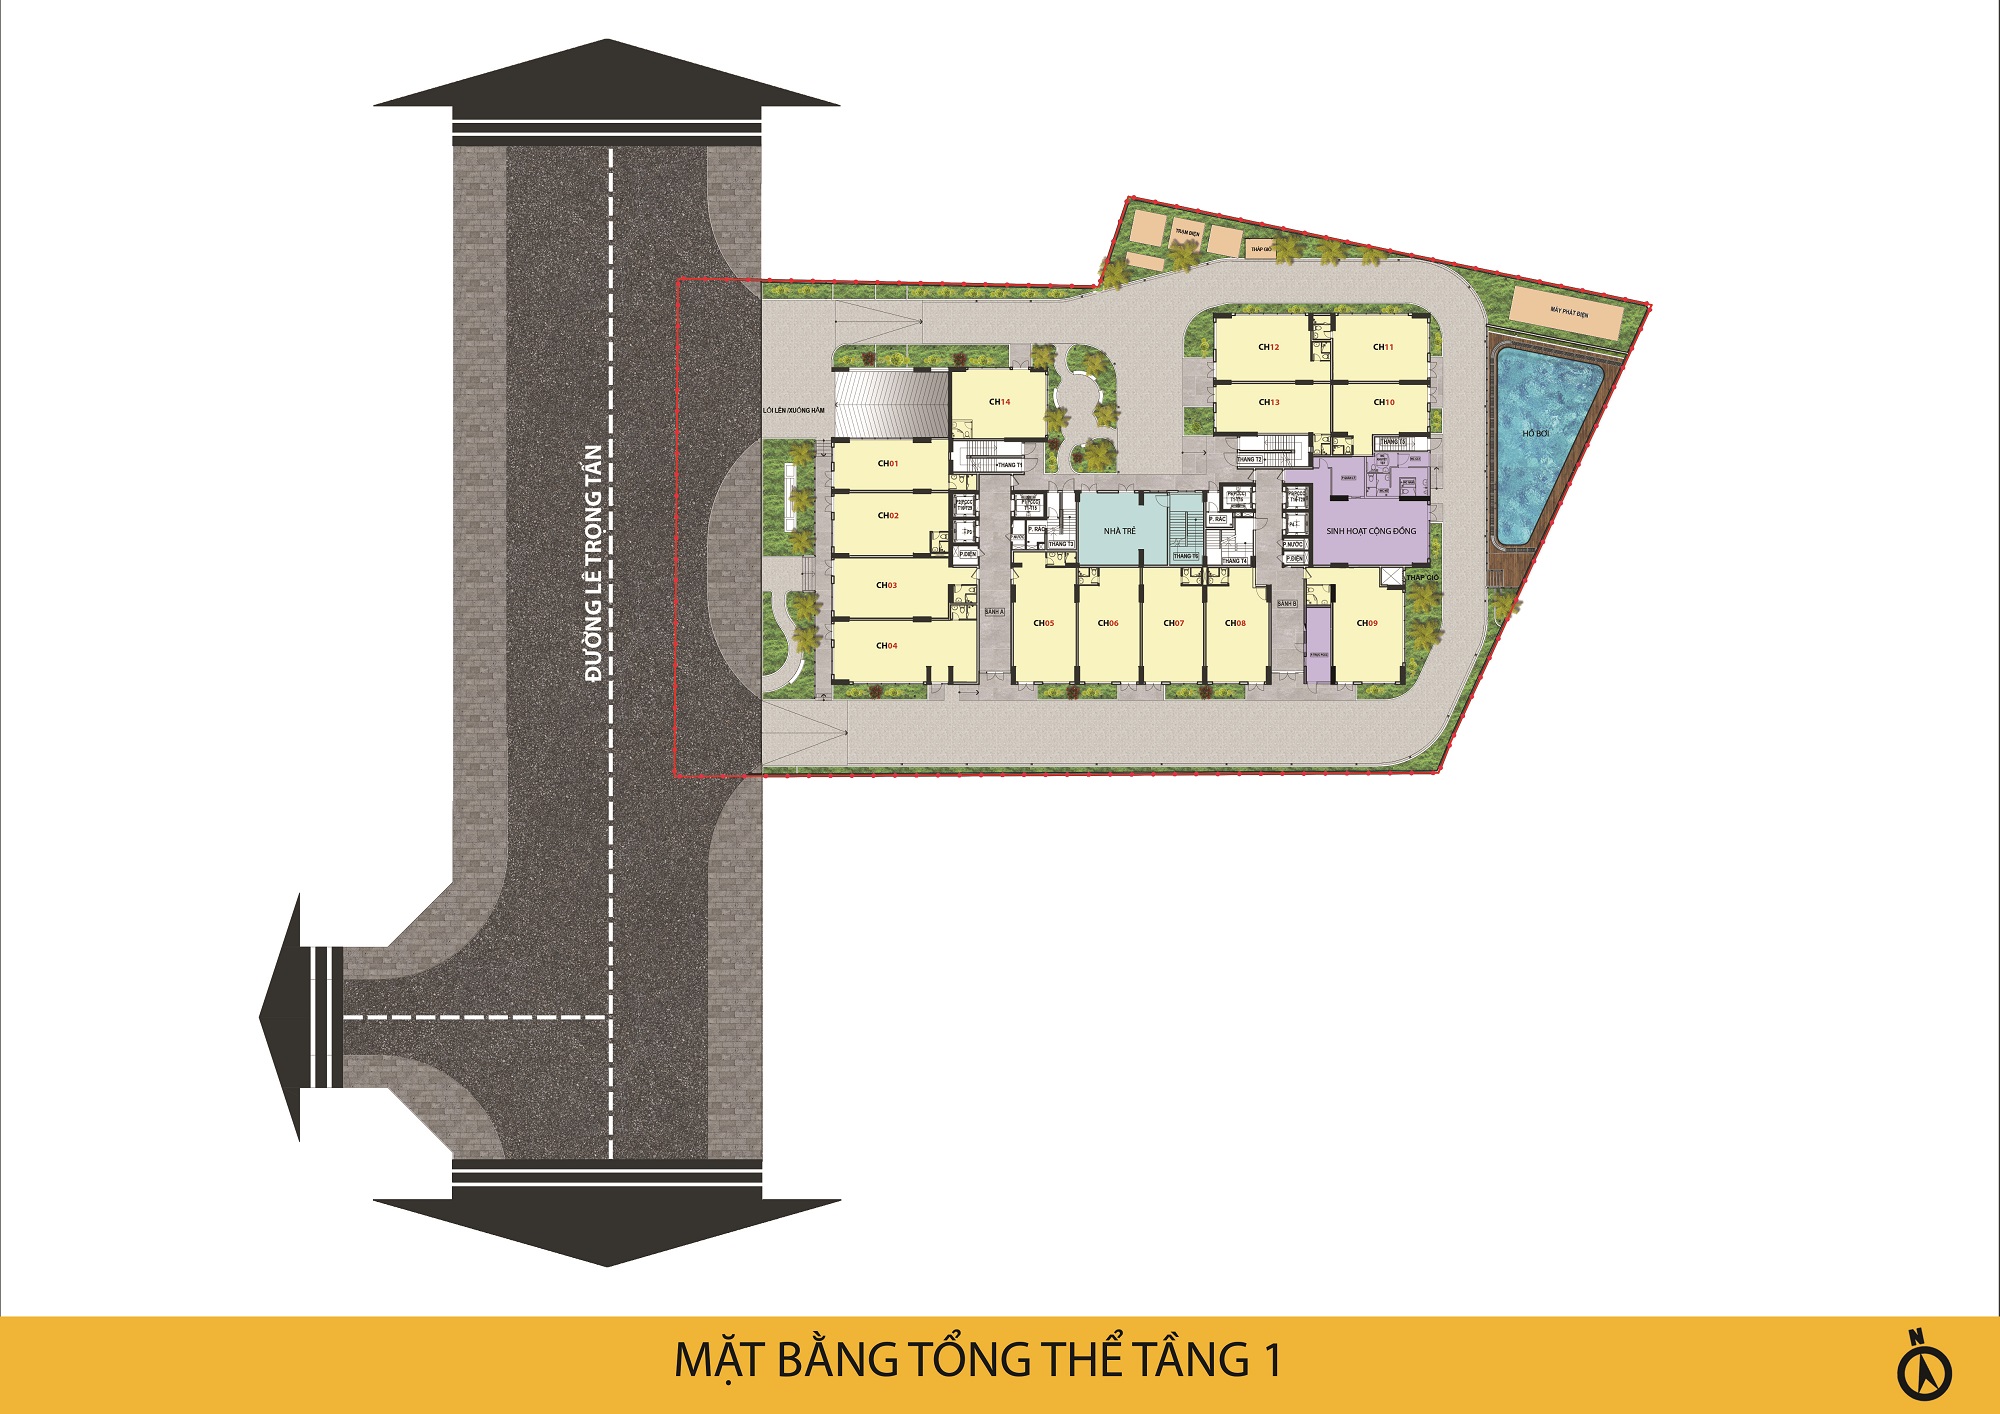 TRẠM ĐIỆN
THÁP GIÓ
MÁY PHÁT ĐIỆN
HỒ BƠI
CH12
CH11
CH13
CH10
CH14
LỐI LÊN /XUỐNG HẦM
CH01
THANG T1
THANG T2
THANG T5
CH02
P. RÁC
THANG T3
P.ĐIỆN
NHÀ TRẺ
THANG T6
P. RÁC
THANG T4
P.NƯỚC
P.ĐIỆN
SINH HOẠT CỘNG ĐỒNG
THÁP GIÓ
CH03
CH04
SẢNH A
CH05
CH06
CH07
CH08
SẢNH B
CH09
ĐƯỜNG LÊ TRỌNG TẤN
MẶT BẰNG TỔNG THỂ TẦNG 1
N